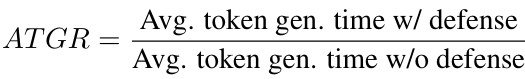 ATGR = Avg. token gen. time w/ defense
Avg. token gen. time w/o defense